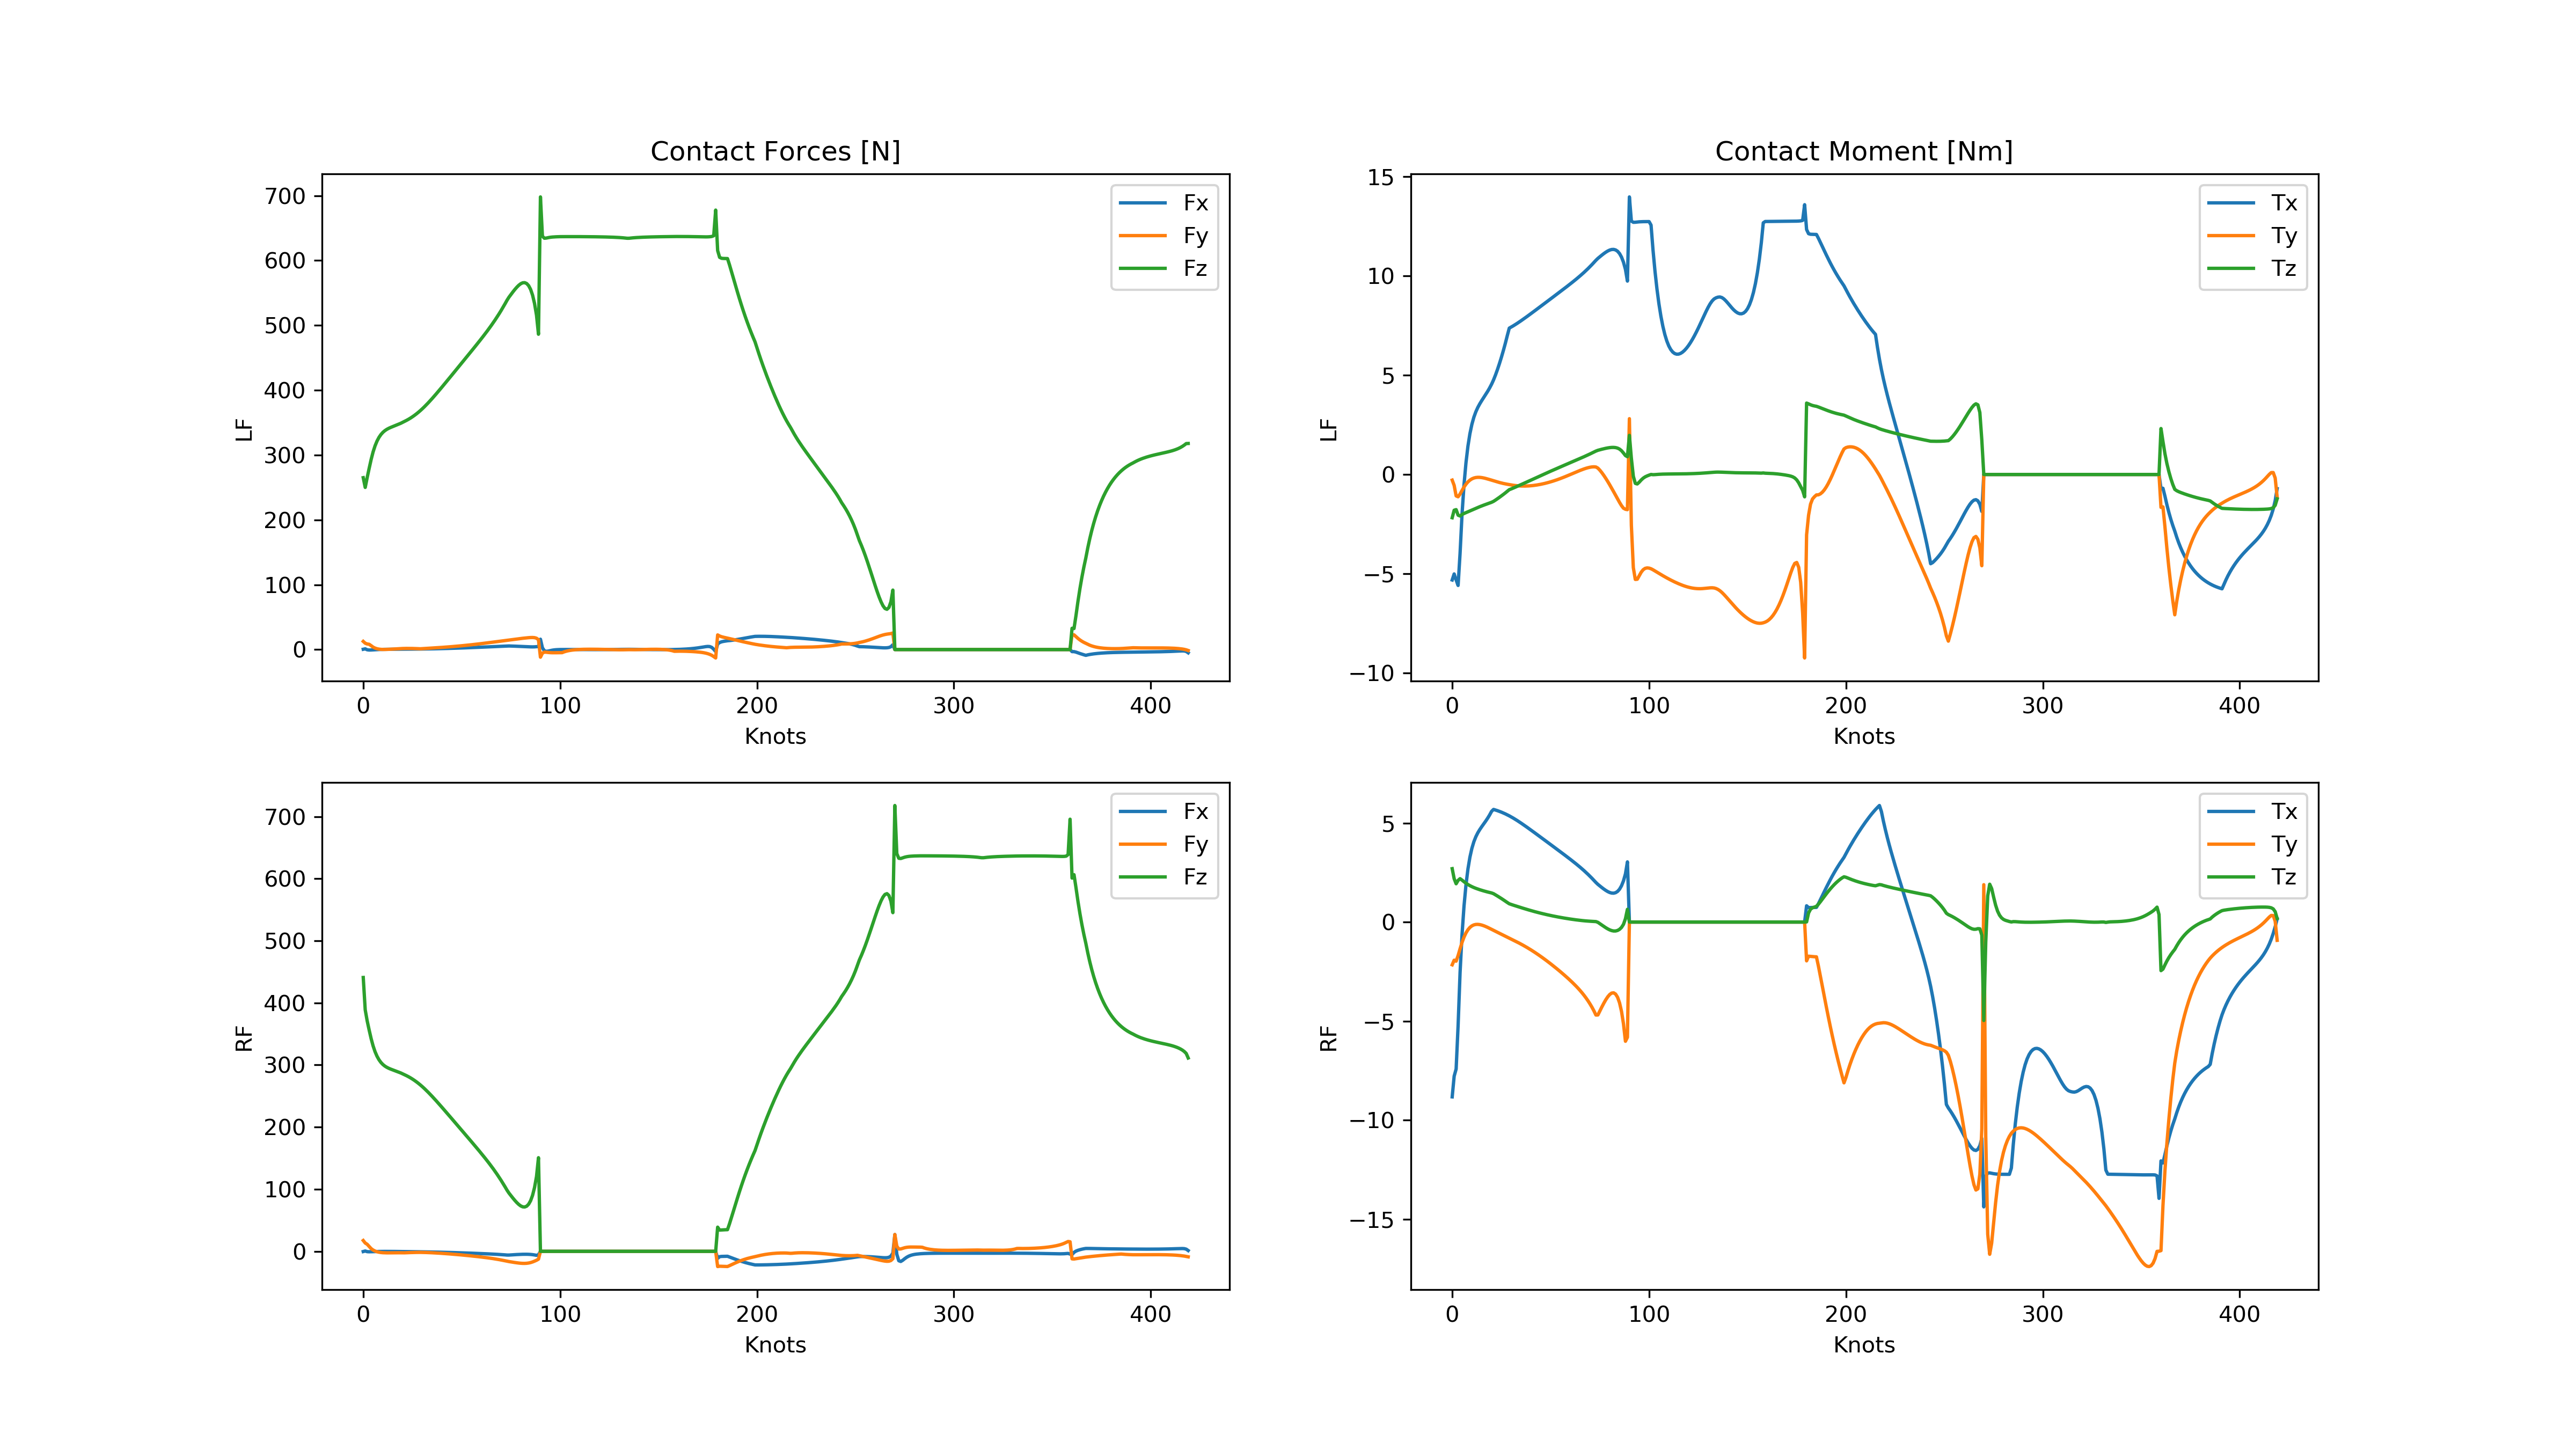 Contact Forces [N]
700
600
500
400
300
200
100
0
LF
0 100 200 300 400
Knots
Fx
Fy
Fz
Contact Moment [Nm]
15
10
5
0
−5
−10
LF
0 100 200 300 400
Knots
Tx
Ty
Tz
700
600
500
400
300
200
100
0
RF
0 100 200 300 400
Knots
Fx
Fy
Fz
5
0
−5
−10
−15
RF
0 100 200 300 400
Knots
Tx
Ty
Tz